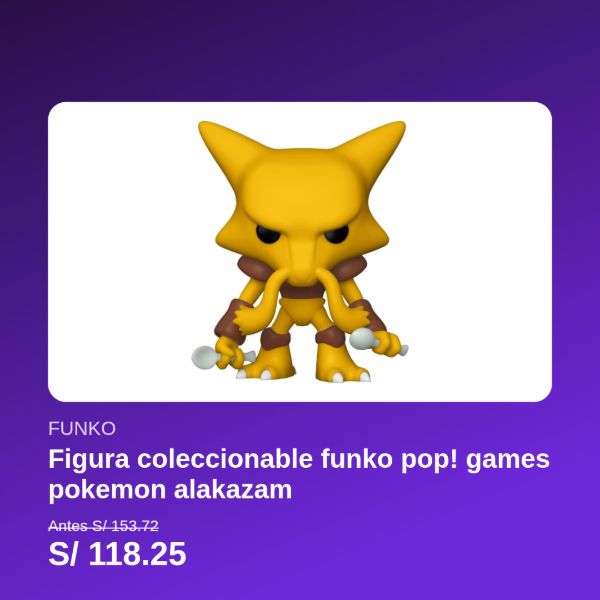 FUNKO
Figura coleccionable funko pop! games
pokemon alakazam
Antes S/ 153.72
S/ 118.25